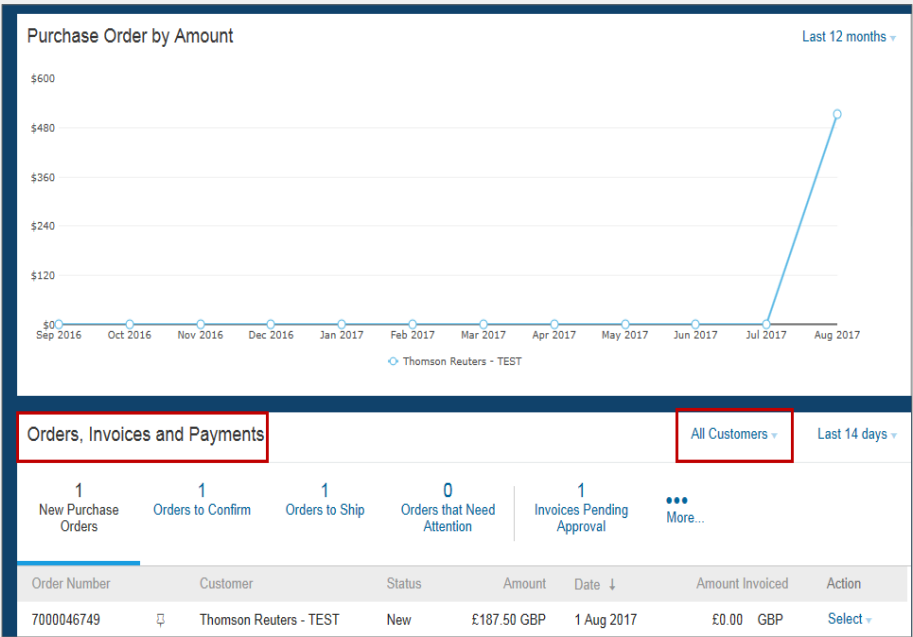 Purchase Order by Amount
Last 12 months
$600
$480
$360
$240
$120
$0
Sep 2016 Oct 2016 Nov 2016 Dec 2016 Jan 2017 Feb 2017 Mar 2017 Apr 2017 May 2017 Jun 2017 Jul 2017 Aug 2017
Thomson Reuters - TEST
Orders, Invoices and Payments All Customers Last 14 days
1 1 1 0 1
New Purchase Orders to Confirm Orders to Ship Orders that Need Invoices Pending More...
Orders Attention Approval
Order Number Customer Status Amount Date ↓ Amount Invoiced Action
7000046749 Thomson Reuters - TEST New £187.50 GBP 1 Aug 2017 £0.00 GBP Select